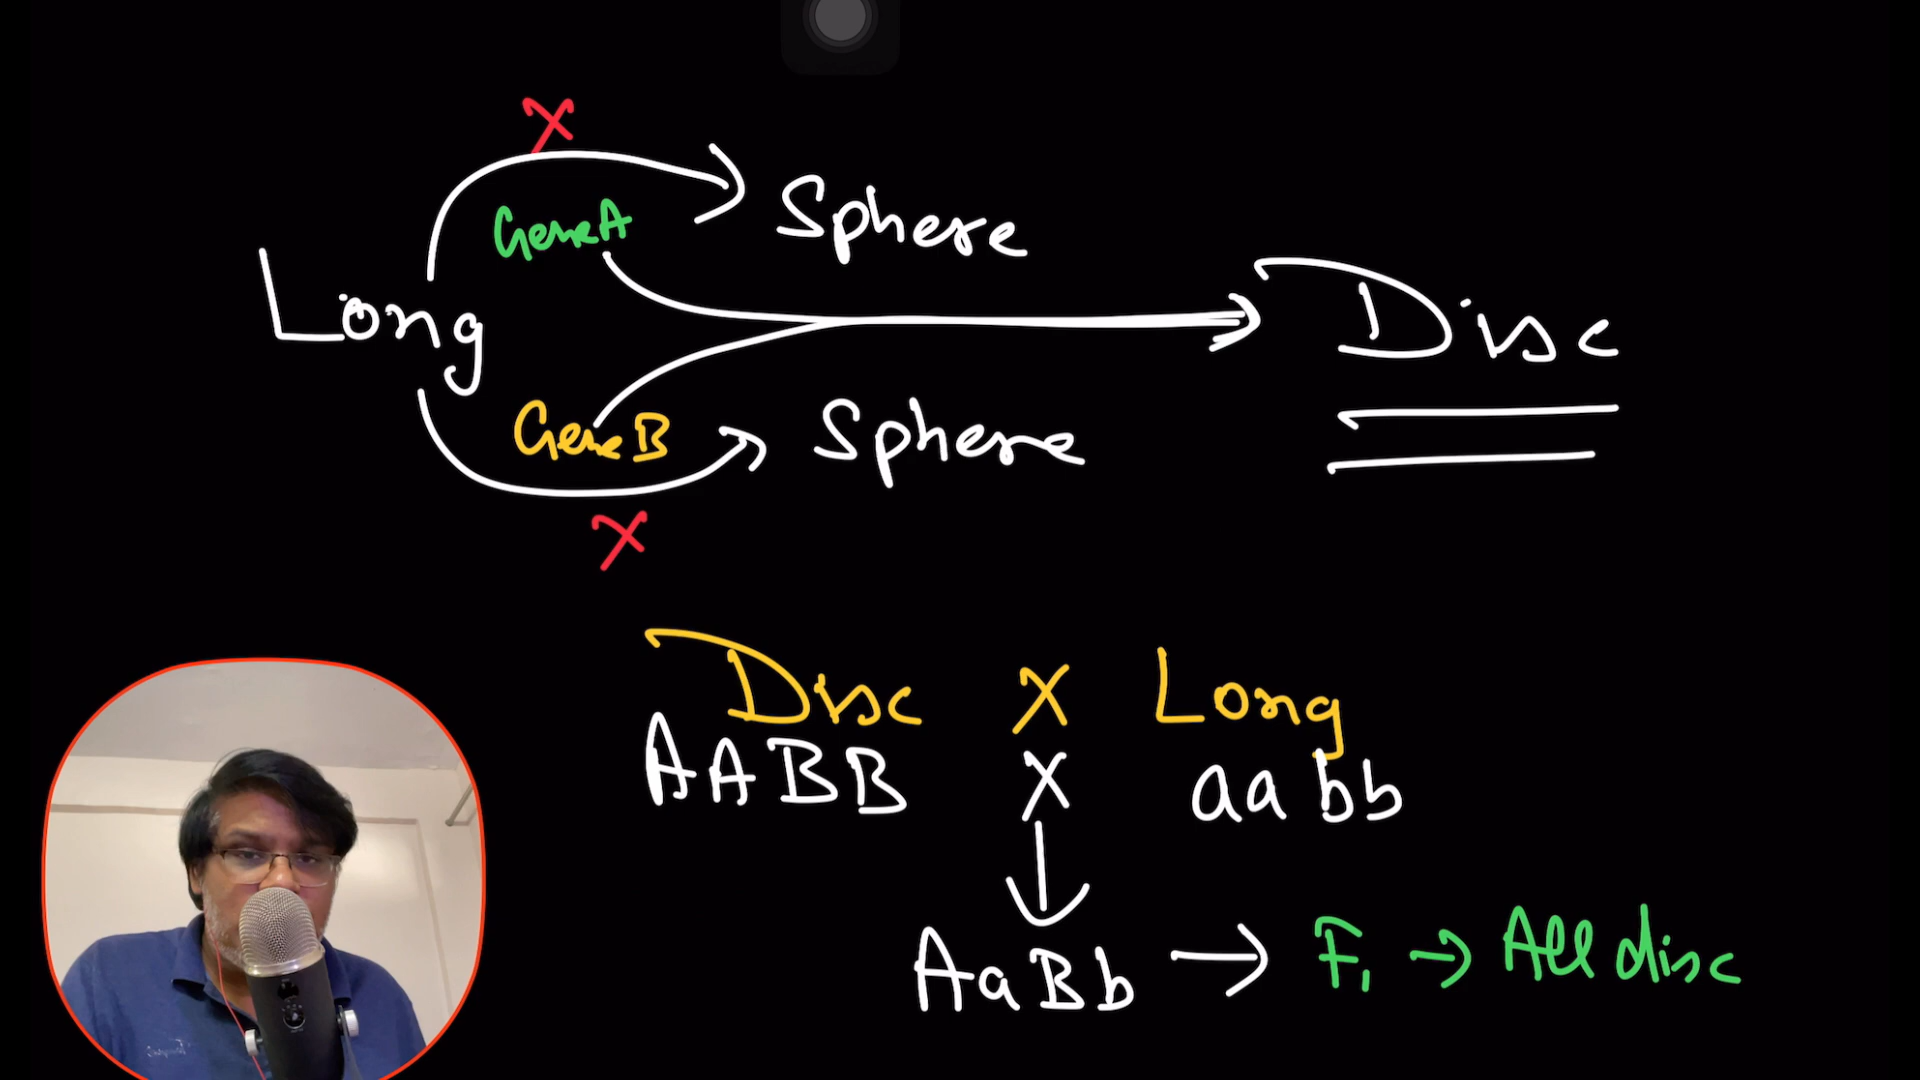 X
Gene A
Sphere
Long
Disc
Gene B
Sphere
X
Disc X Long
AABB X aabb
AaBb → F₁ → All disc